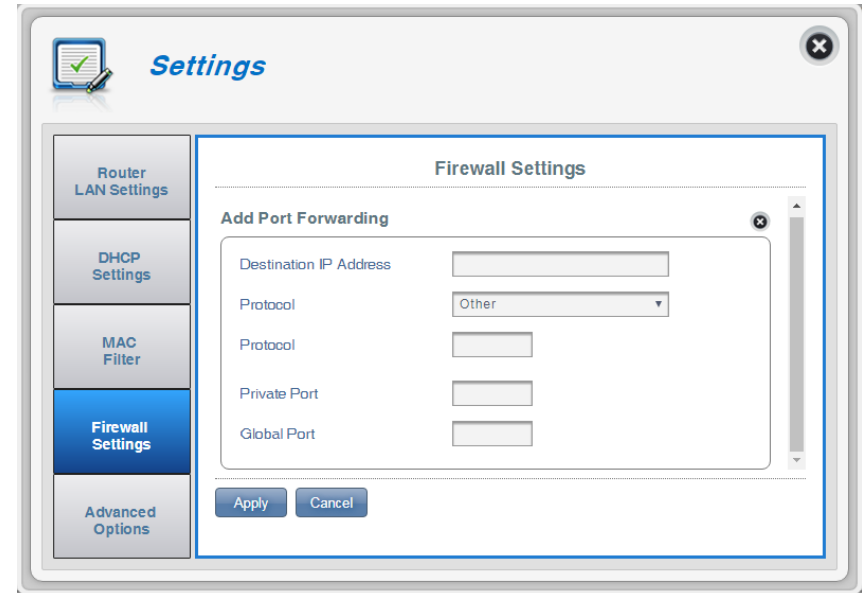 Settings
Router
LAN Settings
DHCP
Settings
MAC
Filter
Firewall
Settings
Advanced
Options
Firewall Settings
Add Port Forwarding
Destination IP Address
Protocol Other
Protocol
Private Port
Global Port
Apply Cancel